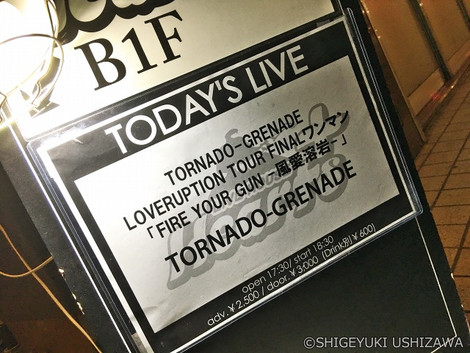 B1F
TODAY'S LIVE
TORNADO-GRENADE
LOVERUPTION TOUR FINALワンマン
「FIRE YOUR GUN -風愛溶岩-」
TORNADO-GRENADE
open 17:30/ start 18:30
adv.￥2,500 / door.￥3,000 (Drink別￥600)
©SHIGEYUKI USHIZAWA